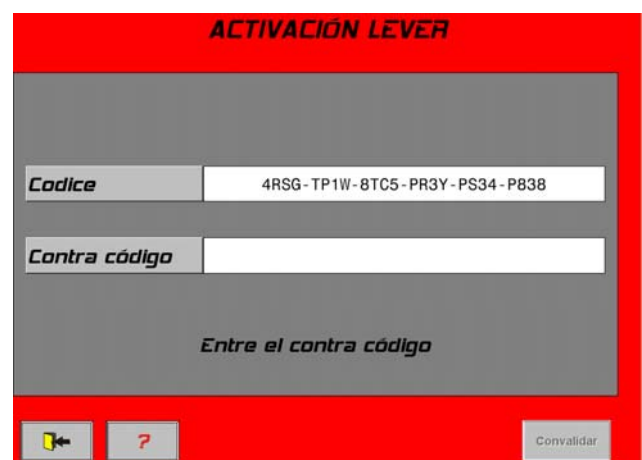 ACTIVACIÓN LEVER
Codice 4RSG-TP1W-8TC5-PR3Y-PS34-P838
Contra código
Entre el contra código
? Convalidar